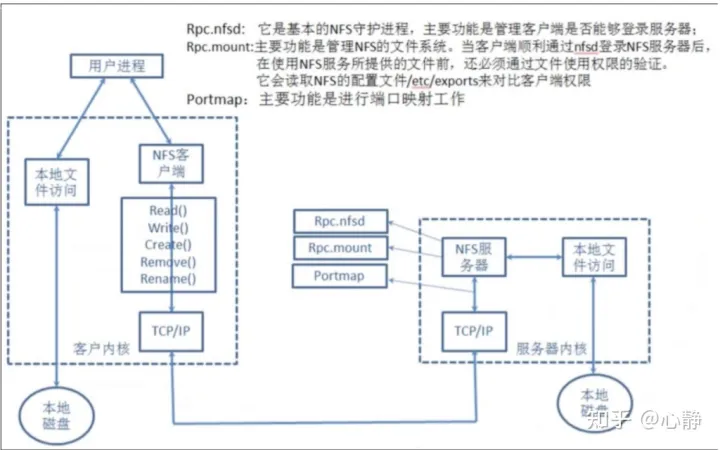 Rpc.nfsd: 它是基本的NFS守护进程，主要功能是管理客户端是否能够登录服务器；
Rpc.mount:主要功能是管理NFS的文件系统。当客户端顺利通过nfsd登录NFS服务器后，
在使用NFS服务所提供的文件前，还必须通过文件使用权限的验证。
它会读取NFS的配置文件/etc/exports来对比客户端权限
Portmap：主要功能是进行端口映射工作
用户进程
本地文
件访问
NFS客
户端
Read()
Write()
Create()
Remove()
Rename()
TCP/IP
客户内核
本地
磁盘
Rpc.nfsd
Rpc.mount
Portmap
NFS服
务器
本地文
件访问
TCP/IP
服务器内核
本地
磁盘
知乎 @心静